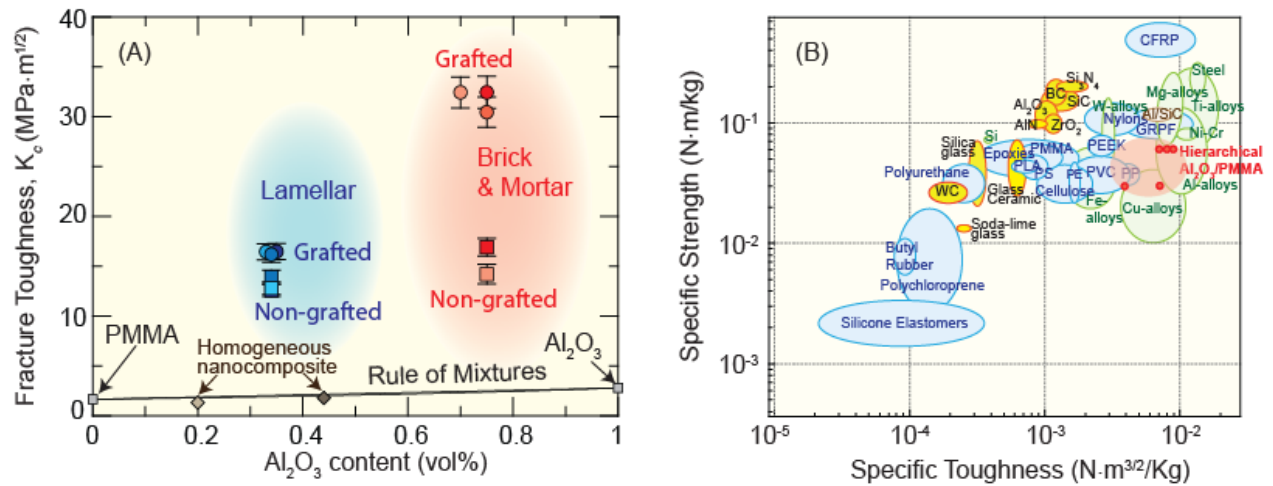 (A)
Fracture Toughness, Kc (MPa·m1/2)
40
30
20
10
0
Grafted
Brick
& Mortar
Lamellar
Grafted
Non-grafted
Non-grafted
PMMA
Homogeneous
nanocomposite
Al2O3
Rule of Mixtures
0
0.2
0.4
0.6
0.8
1
Al2O3 content (vol%)
(B)
Specific Strength (N·m/kg)
10-1
10-2
10-3
CFRP
Steel
Si3N4
BC
SiC
Mg-alloys
Al2O3
W-alloys
Ti-alloys
Al/SiC
Nylons
AlN
ZrO2
GRPF
Ni-Cr
Si
Silica
glass
Epoxies
PMMA
PEEK
Hierarchical
Al2O3/PMMA
PLA
PS
PE
PVC
PP
Polyurethane
WC
Glass
Ceramic
Cellulose
Al-alloys
Fe-
alloys
Cu-alloys
Soda-lime
glass
Butyl
Rubber
Polychloroprene
Silicone Elastomers
10-5
10-4
10-3
10-2
Specific Toughness (N·m3/2/Kg)